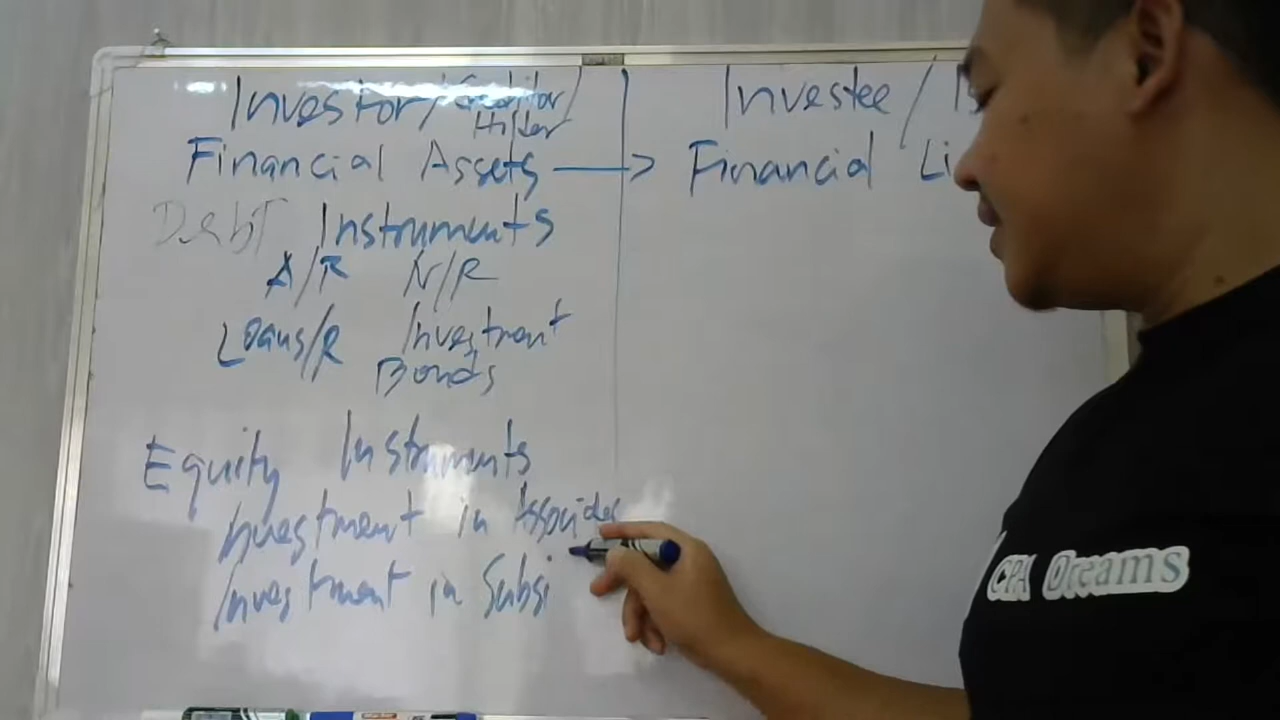 Investor/Creditor/
Holder
Financial Assets
Debt Instruments
A/R N/R
Loans/R Investment
Bonds
Equity Instruments
Investment in Associates
Investment in Subsi
Investee/
Financial Li
CPA Dreams